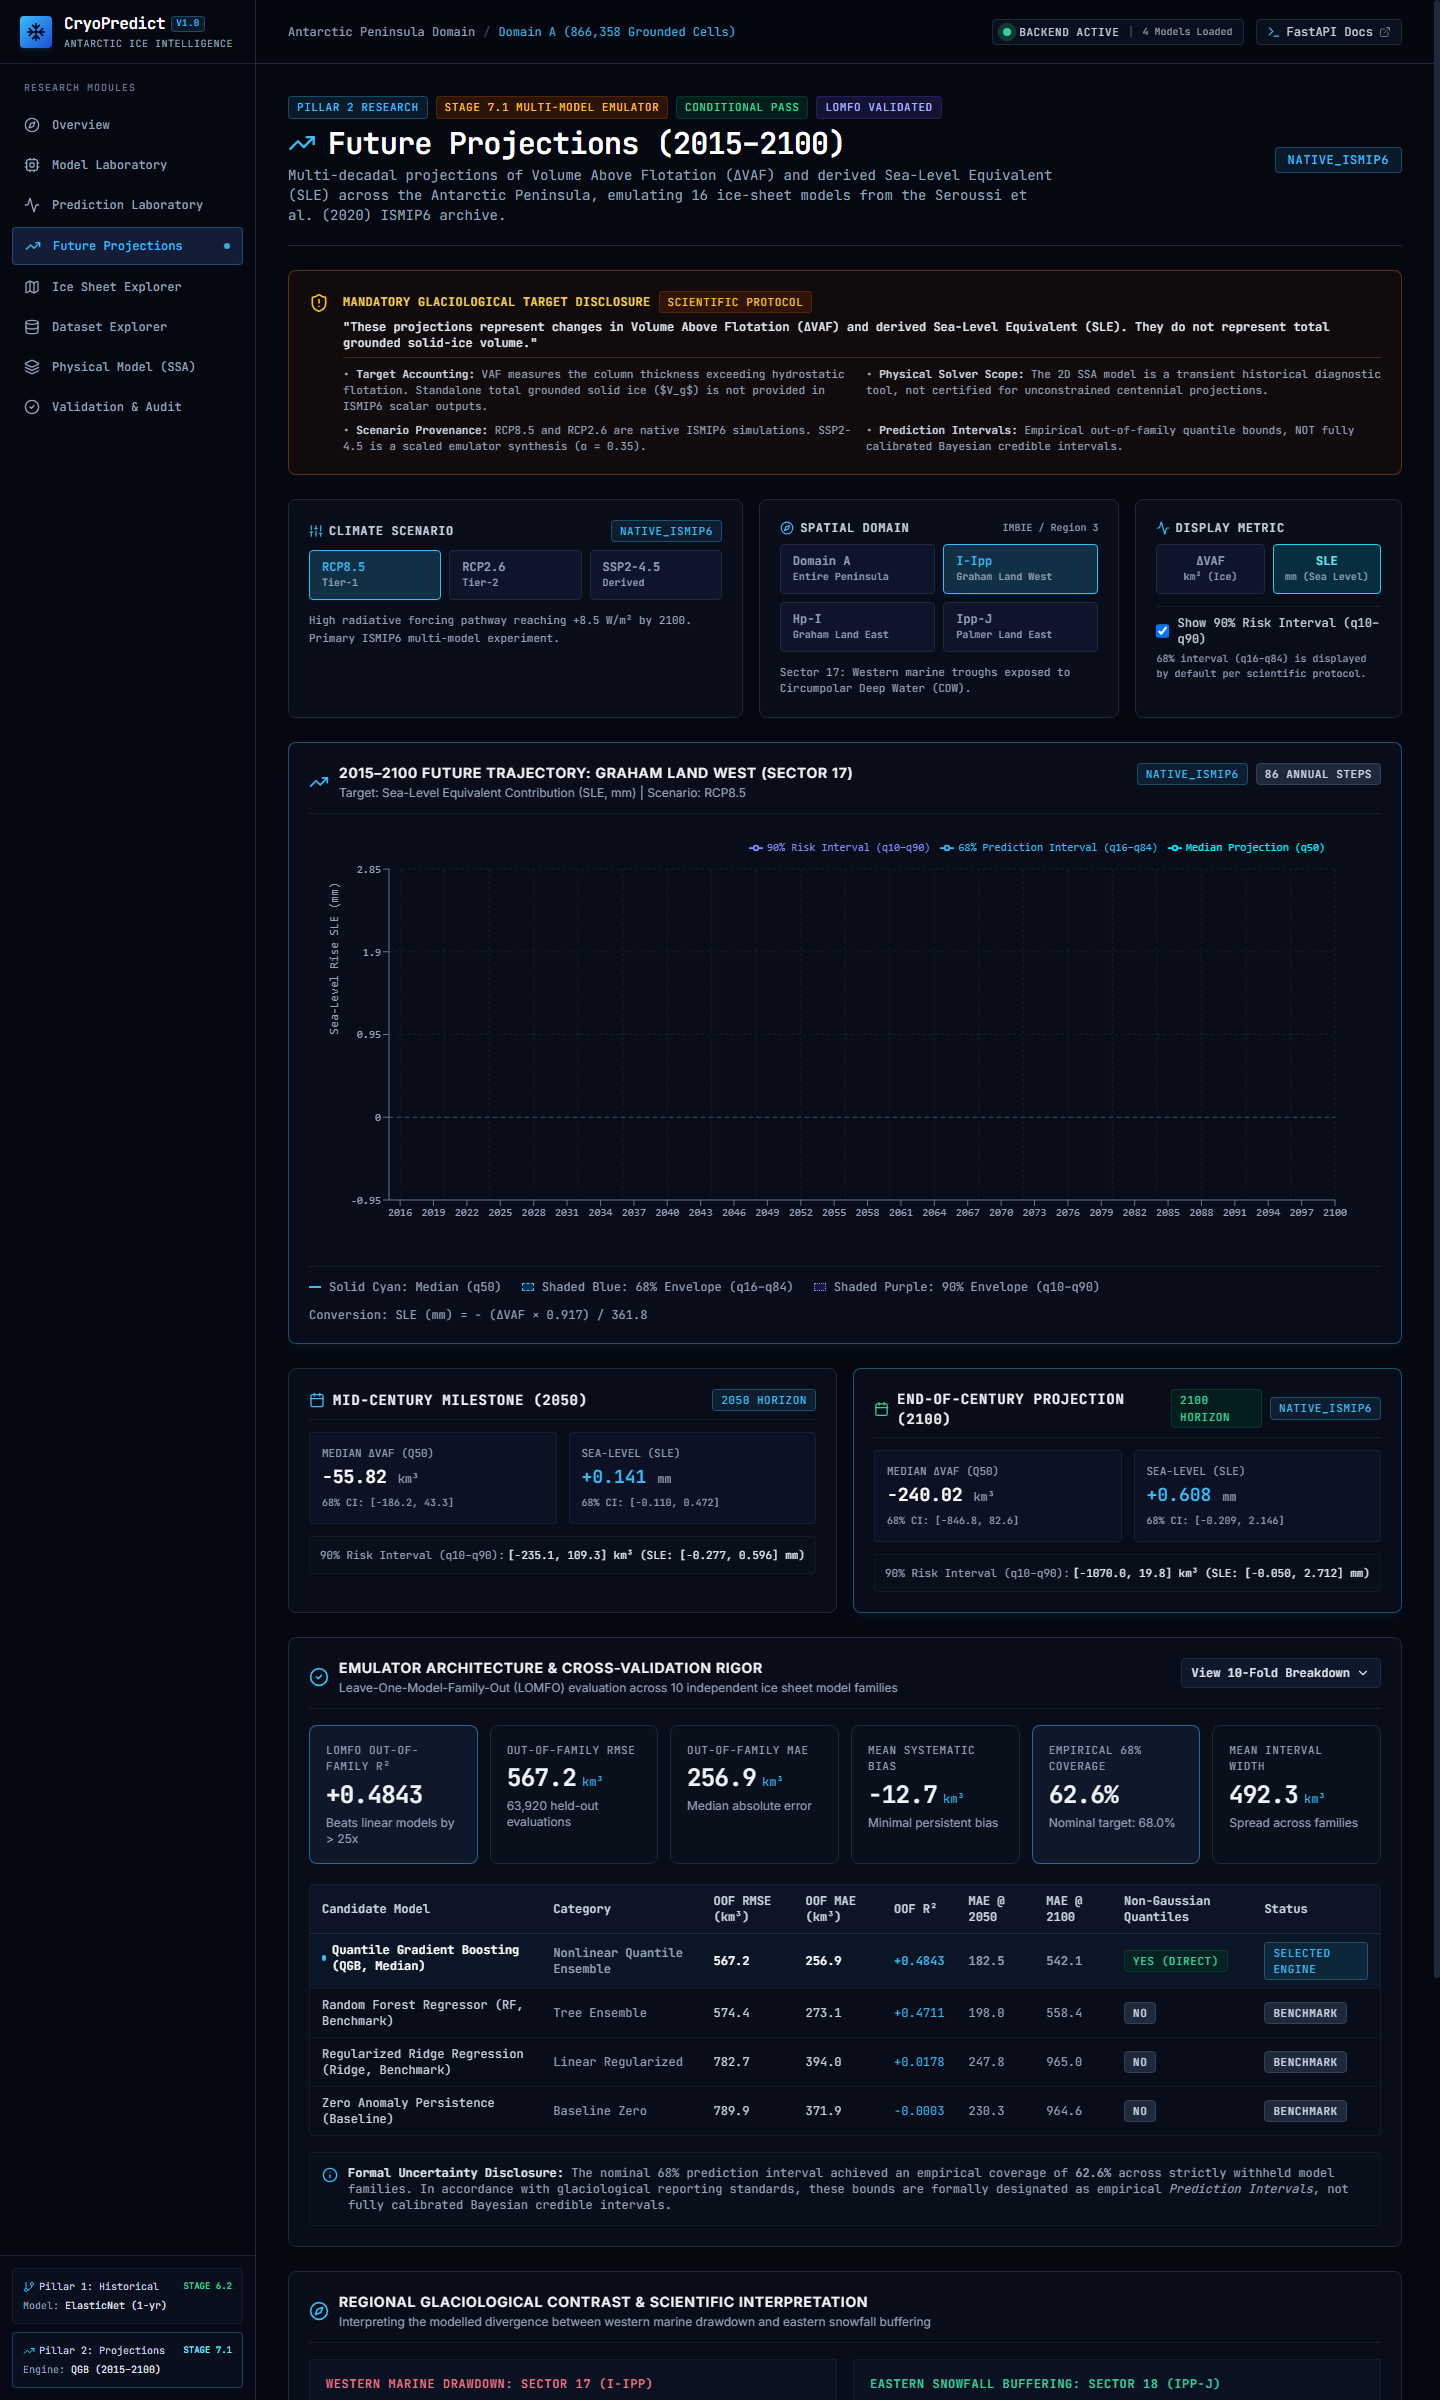 CryoPredict V1.0
ANTARCTIC ICE INTELLIGENCE
Antarctic Peninsula Domain / Domain A (866,358 Grounded Cells)
BACKEND ACTIVE | 4 Models Loaded
FastAPI Docs
RESEARCH MODULES
Overview
Model Laboratory
Prediction Laboratory
Future Projections
Ice Sheet Explorer
Dataset Explorer
Physical Model (SSA)
Validation & Audit
PILLAR 2 RESEARCH
STAGE 7.1 MULTI-MODEL EMULATOR
CONDITIONAL PASS
LOMFO VALIDATED
Future Projections (2015–2100)
NATIVE_ISMIP6
Multi-decadal projections of Volume Above Flotation (ΔVAF) and derived Sea-Level Equivalent
(SLE) across the Antarctic Peninsula, emulating 16 ice-sheet models from the Seroussi et
al. (2020) ISMIP6 archive.
MANDATORY GLACIOLOGICAL TARGET DISCLOSURE SCIENTIFIC PROTOCOL
"These projections represent changes in Volume Above Flotation (ΔVAF) and derived Sea-Level Equivalent (SLE). They do not represent total
grounded solid-ice volume."
• Target Accounting: VAF measures the column thickness exceeding hydrostatic
flotation. Standalone total grounded solid ice ($V_g$) is not provided in
ISMIP6 scalar outputs.
• Physical Solver Scope: The 2D SSA model is a transient historical diagnostic
tool, not certified for unconstrained centennial projections.
• Scenario Provenance: RCP8.5 and RCP2.6 are native ISMIP6 simulations. SSP2-
4.5 is a scaled emulator synthesis (α = 0.35).
• Prediction Intervals: Empirical out-of-family quantile bounds, NOT fully
calibrated Bayesian credible intervals.
CLIMATE SCENARIO
NATIVE_ISMIP6
RCP8.5
Tier-1
RCP2.6
Tier-2
SSP2-4.5
Derived
High radiative forcing pathway reaching +8.5 W/m² by 2100.
Primary ISMIP6 multi-model experiment.
SPATIAL DOMAIN
IMBIE / Region 3
Domain A
Entire Peninsula
I-Ipp
Graham Land West
Hp-I
Graham Land East
Ipp-J
Palmer Land East
Sector 17: Western marine troughs exposed to
Circumpolar Deep Water (CDW).
DISPLAY METRIC
ΔVAF
km³ (Ice)
SLE
mm (Sea Level)
Show 90% Risk Interval (q10–
q90)
68% interval (q16–q84) is displayed
by default per scientific protocol.
2015–2100 FUTURE TRAJECTORY: GRAHAM LAND WEST (SECTOR 17)
Target: Sea-Level Equivalent Contribution (SLE, mm) | Scenario: RCP8.5
NATIVE_ISMIP6
86 ANNUAL STEPS
90% Risk Interval (q10–q90)
68% Prediction Interval (q16–q84)
Median Projection (q50)
Sea-Level Rise SLE (mm)
2.85
1.9
0.95
0
-0.95
2016 2019 2022 2025 2028 2031 2034 2037 2040 2043 2046 2049 2052 2055 2058 2061 2064 2067 2070 2073 2076 2079 2082 2085 2088 2091 2094 2097 2100
Solid Cyan: Median (q50)
Shaded Blue: 68% Envelope (q16–q84)
Shaded Purple: 90% Envelope (q10–q90)
Conversion: SLE (mm) = - (ΔVAF × 0.917) / 361.8
MID-CENTURY MILESTONE (2050)
2050 HORIZON
MEDIAN ΔVAF (Q50)
-55.82 km³
68% CI: [-186.2, 43.3]
SEA-LEVEL (SLE)
+0.141 mm
68% CI: [-0.110, 0.472]
90% Risk Interval (q10–q90): [-235.1, 109.3] km³ (SLE: [-0.277, 0.596] mm)
END-OF-CENTURY PROJECTION
(2100)
2100
HORIZON
NATIVE_ISMIP6
MEDIAN ΔVAF (Q50)
-240.02 km³
68% CI: [-846.8, 82.6]
SEA-LEVEL (SLE)
+0.608 mm
68% CI: [-0.209, 2.146]
90% Risk Interval (q10–q90): [-1070.0, 19.8] km³ (SLE: [-0.050, 2.712] mm)
EMULATOR ARCHITECTURE & CROSS-VALIDATION RIGOR
Leave-One-Model-Family-Out (LOMFO) evaluation across 10 independent ice sheet model families
View 10-Fold Breakdown
LOMFO OUT-OF-
FAMILY R²
+0.4843
Beats linear models by
> 25x
OUT-OF-FAMILY RMSE
567.2 km³
63,920 held-out
evaluations
OUT-OF-FAMILY MAE
256.9 km³
Median absolute error
MEAN SYSTEMATIC
BIAS
-12.7 km³
Minimal persistent bias
EMPIRICAL 68%
COVERAGE
62.6%
Nominal target: 68.0%
MEAN INTERVAL
WIDTH
492.3 km³
Spread across families
Candidate Model
Category
OOF RMSE
(km³)
OOF MAE
(km³)
OOF R²
MAE @
2050
MAE @
2100
Non-Gaussian
Quantiles
Status
Quantile Gradient Boosting
(QGB, Median)
Nonlinear Quantile
Ensemble
567.2 256.9 +0.4843 182.5 542.1 YES (DIRECT)
SELECTED
ENGINE
Random Forest Regressor (RF,
Benchmark)
Tree Ensemble 574.4 273.1 +0.4711 198.0 558.4 NO BENCHMARK
Regularized Ridge Regression
(Ridge, Benchmark)
Linear Regularized 782.7 394.0 +0.0178 247.8 965.0 NO BENCHMARK
Zero Anomaly Persistence
(Baseline)
Baseline Zero 789.9 371.9 -0.0003 230.3 964.6 NO BENCHMARK
Formal Uncertainty Disclosure: The nominal 68% prediction interval achieved an empirical coverage of 62.6% across strictly withheld model
families. In accordance with glaciological reporting standards, these bounds are formally designated as empirical Prediction Intervals, not
fully calibrated Bayesian credible intervals.
REGIONAL GLACIOLOGICAL CONTRAST & SCIENTIFIC INTERPRETATION
Interpreting the modelled divergence between western marine drawdown and eastern snowfall buffering
WESTERN MARINE DRAWDOWN: SECTOR 17 (I-IPP)
EASTERN SNOWFALL BUFFERING: SECTOR 18 (IPP-J)
Pillar 1: Historical STAGE 6.2
Model: ElasticNet (1-yr)
Pillar 2: Projections STAGE 7.1
Engine: QGB (2015–2100)